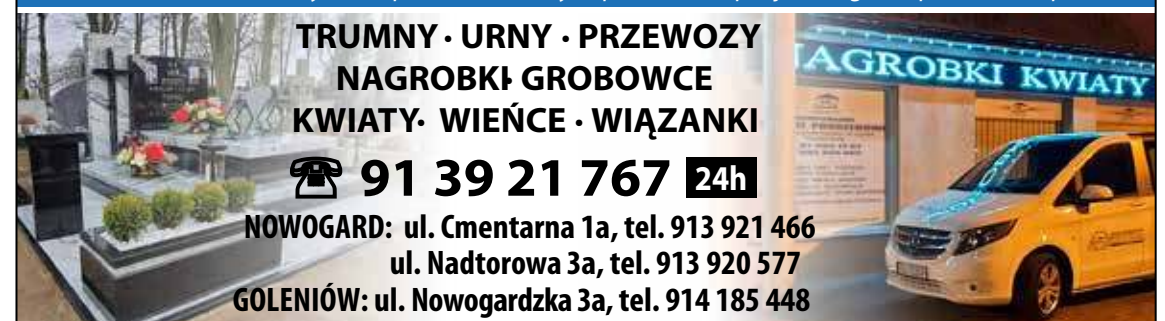 TRUMNY · URNY · PRZEWOZY
NAGROBKI· GROBOWCE
KWIATY· WIEŃCE · WIĄZANKI
☎ 91 39 21 767 24h
NOWOGARD: ul. Cmentarna 1a, tel. 913 921 466
ul. Nadtorowa 3a, tel. 913 920 577
GOLENIÓW: ul. Nowogardzka 3a, tel. 914 185 448
NAGROBKI KWIATY